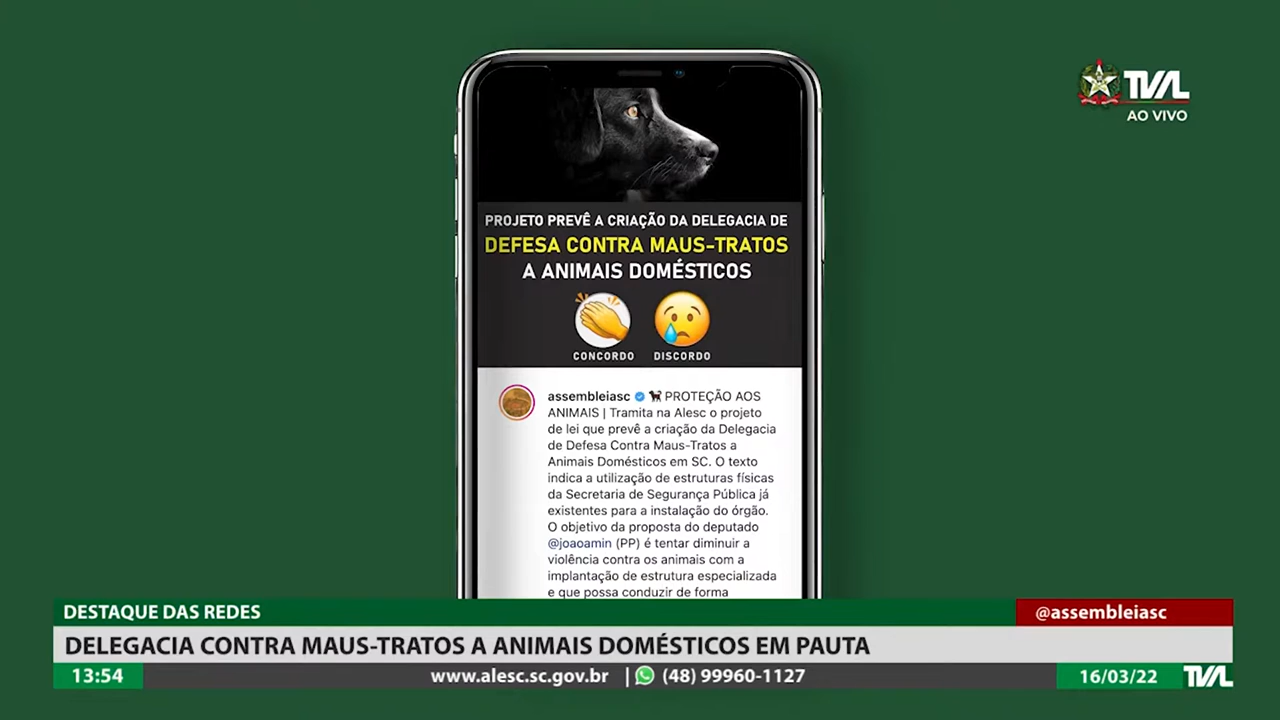 TVAL
AO VIVO
PROJETO PREVÊ A CRIAÇÃO DA DELEGACIA DE
DEFESA CONTRA MAUS-TRATOS
A ANIMAIS DOMÉSTICOS
CONCORDO DISCORDO
assembleiasc PROTEÇÃO AOS
ANIMAIS | Tramita na Alesc o projeto
de lei que prevê a criação da Delegacia
de Defesa Contra Maus-Tratos a
Animais Domésticos em SC. O texto
indica a utilização de estruturas físicas
da Secretaria de Segurança Pública já
existentes para a instalação do órgão.
O objetivo da proposta do deputado
@joaoamin (PP) é tentar diminuir a
violência contra os animais com a
implantação de estrutura especializada
e que possa conduzir de forma
DESTAQUE DAS REDES
@assembleiasc
DELEGACIA CONTRA MAUS-TRATOS A ANIMAIS DOMÉSTICOS EM PAUTA
13:54 www.alesc.sc.gov.br | (48) 99960-1127 16/03/22 TVAL